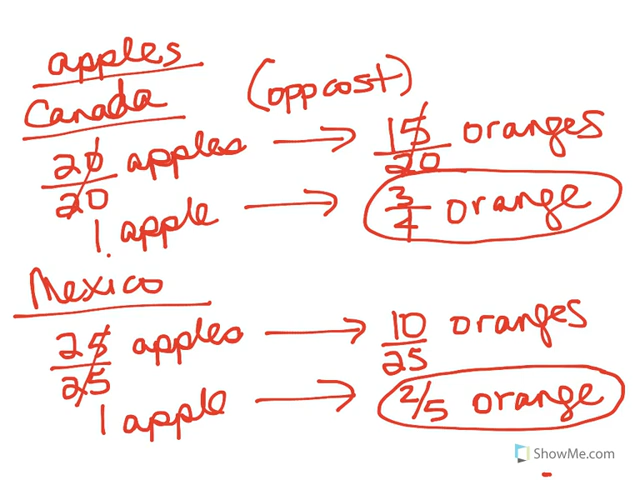 apples
Canada (opp cost)
20/20 apples → 15/20 oranges
1 apple → 3/4 orange
Mexico
25/25 apples → 10/25 oranges
1 apple → 2/5 orange
ShowMe.com